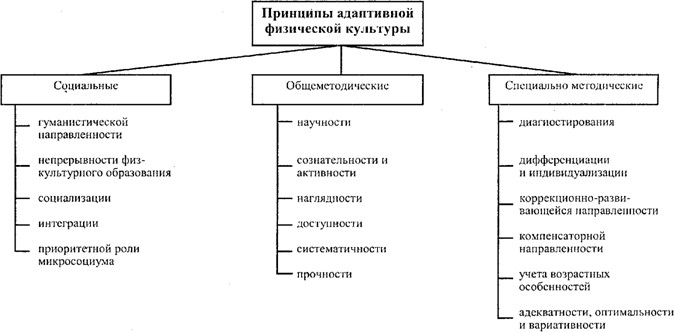 Принципы адаптивной
физической культуры
Социальные
гуманистической
направленности
непрерывности физ-
культурного образования
социализации
интеграции
приоритетной роли
микросоциума
Общеметодические
научности
сознательности и
активности
наглядности
доступности
систематичности
прочности
Специально методические
диагностирования
дифференциации
и индивидуализации
коррекционно-разви-
вающейся направленности
компенсаторной
направленности
учета возрастных
особенностей
адекватности, оптимальности
и вариативности